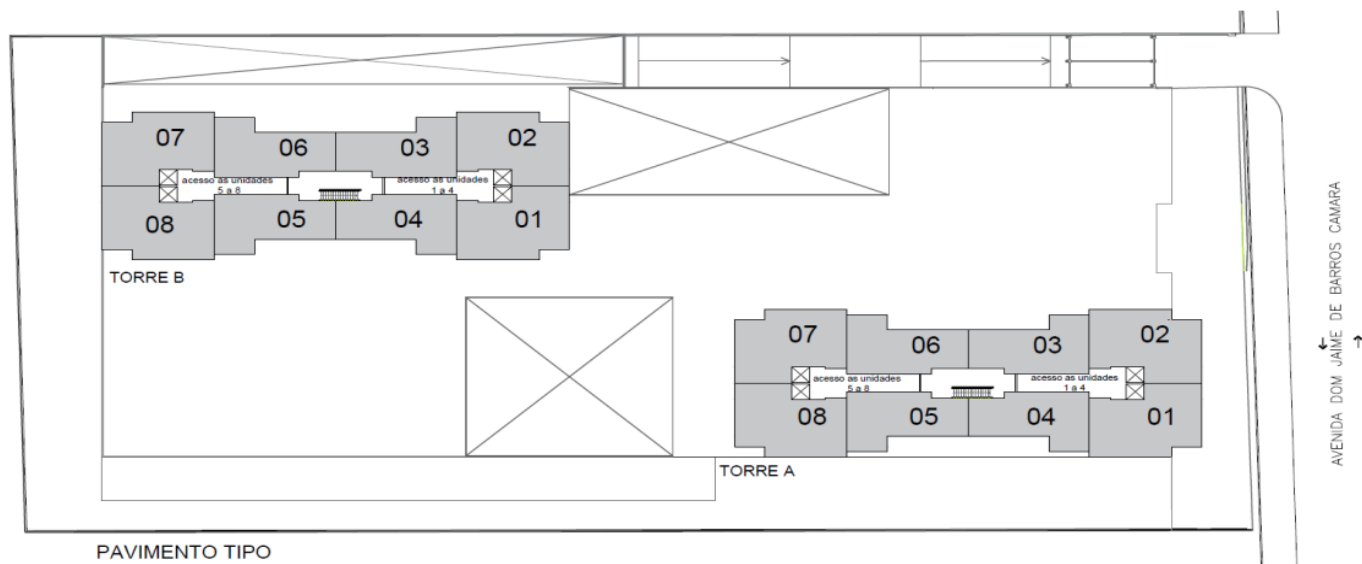 07
06
03
02
acesso as unidades
5 a 8
acesso as unidades
1 a 4
08
05
04
01
TORRE B
07
06
03
02
acesso as unidades
5 a 8
acesso as unidades
1 a 4
08
05
04
01
TORRE A
AVENIDA DOM JAIME DE BARROS CAMARA
PAVIMENTO TIPO